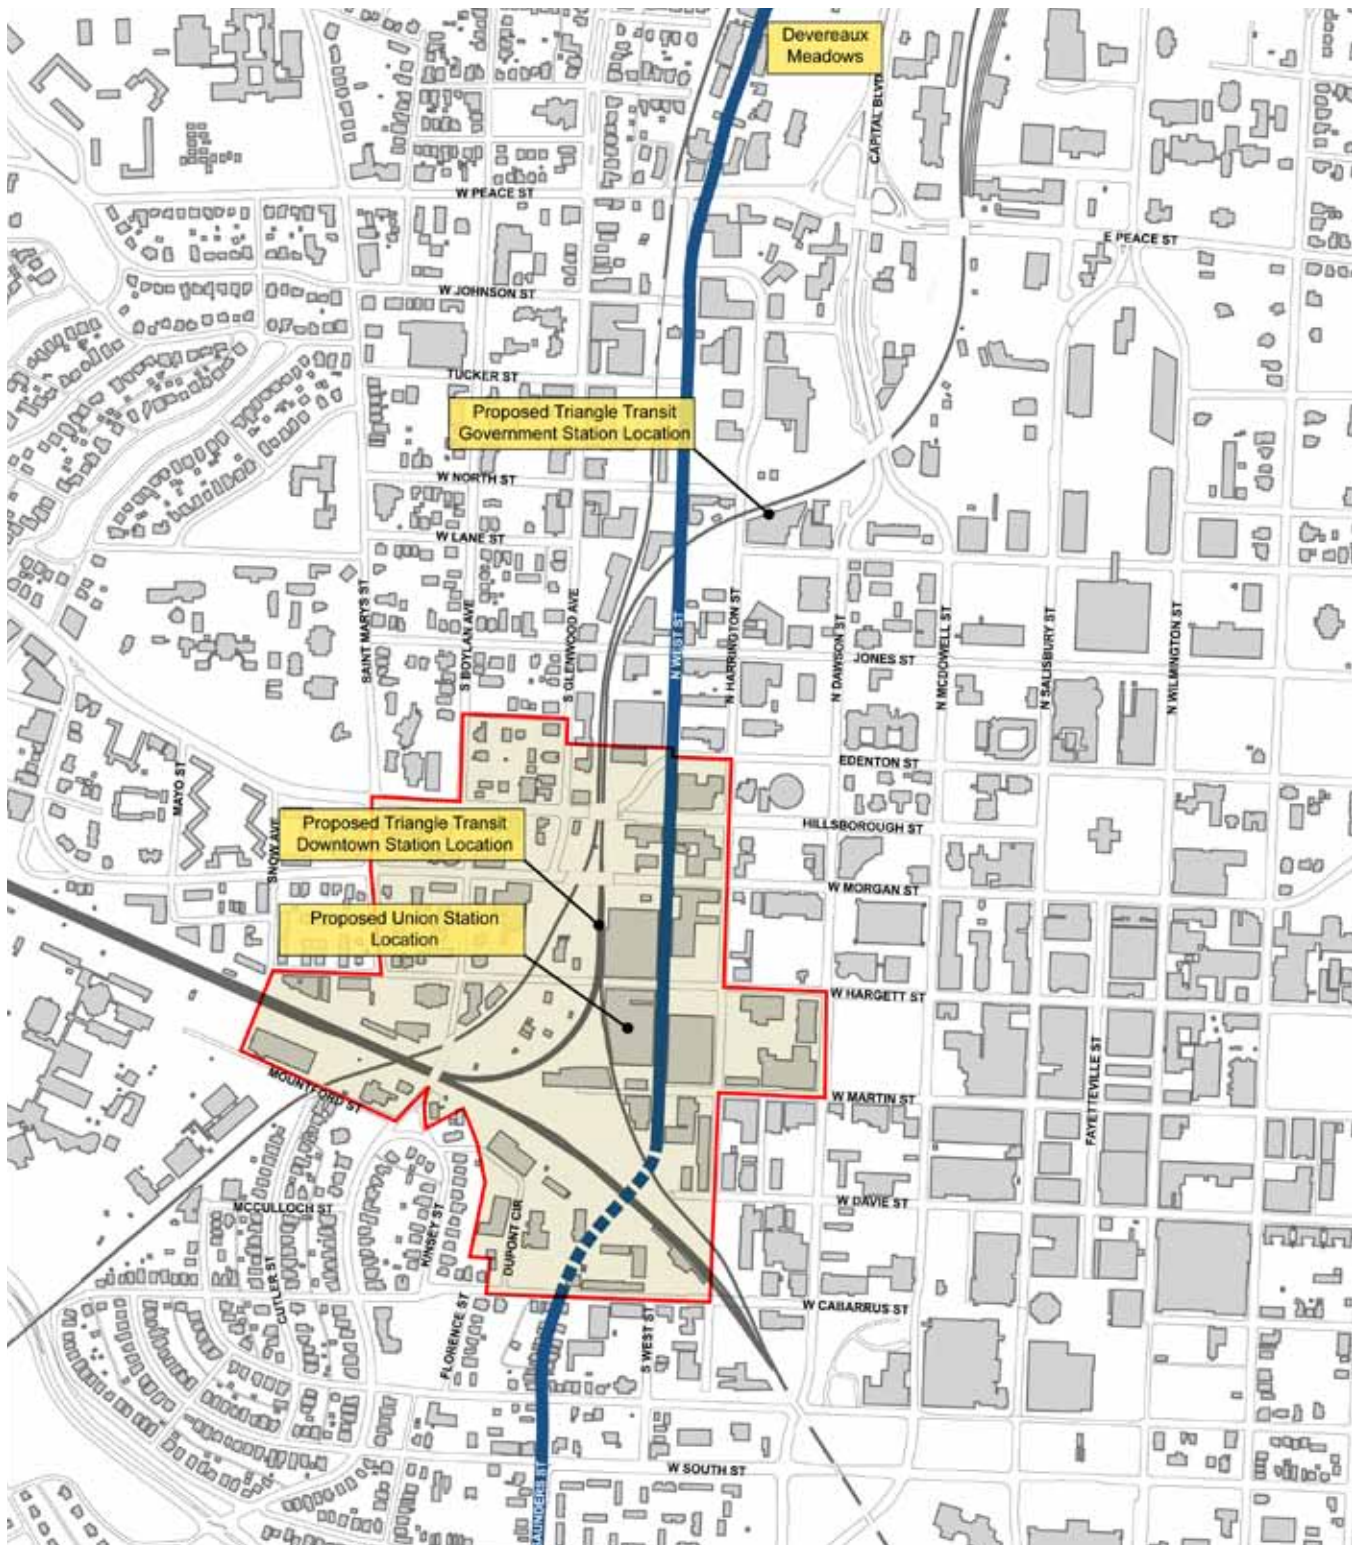 Devereaux
Meadows
CAPITAL BLVD
W PEACE ST
E PEACE ST
W JOHNSON ST
TUCKER ST
Proposed Triangle Transit
Government Station Location
W NORTH ST
W LANE ST
SAINT MARYS ST
S BOYLAN AVE
S GLENWOOD AVE
N WEST ST
N HARRINGTON ST
N DAWSON ST
JONES ST
N MCDOWELL ST
N SALISBURY ST
N WILMINGTON ST
EDENTON ST
MAYO ST
SNOW AVE
Proposed Triangle Transit
Downtown Station Location
HILLSBOROUGH ST
W MORGAN ST
Proposed Union Station
Location
W HARGETT ST
FAYETTEVILLE ST
MOUNTFORD ST
W MARTIN ST
MCCULLOCH ST
KINSEY ST
DUPONT CIR
W DAVIE ST
CUTLER ST
FLORENCE ST
S WEST ST
W CABARRUS ST
W SOUTH ST
SAUNDERS ST